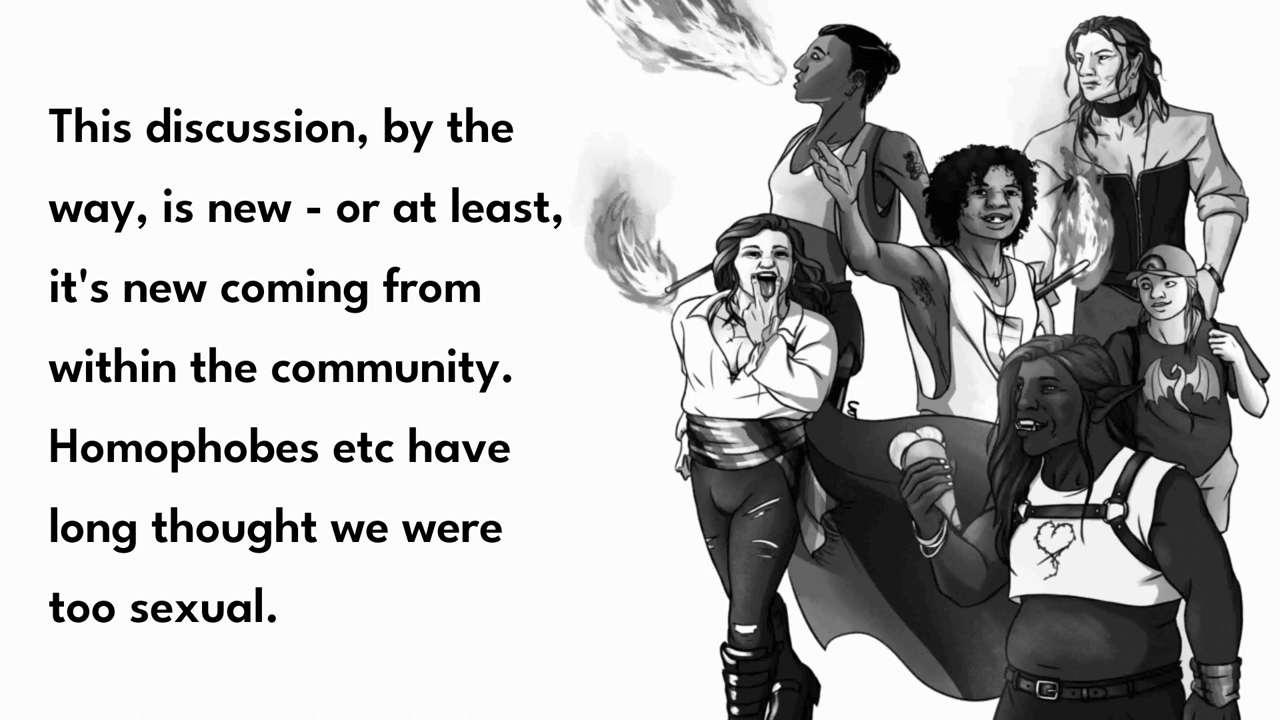 This discussion, by the
way, is new - or at least,
it's new coming from
within the community.
Homophobes etc have
long thought we were
too sexual.